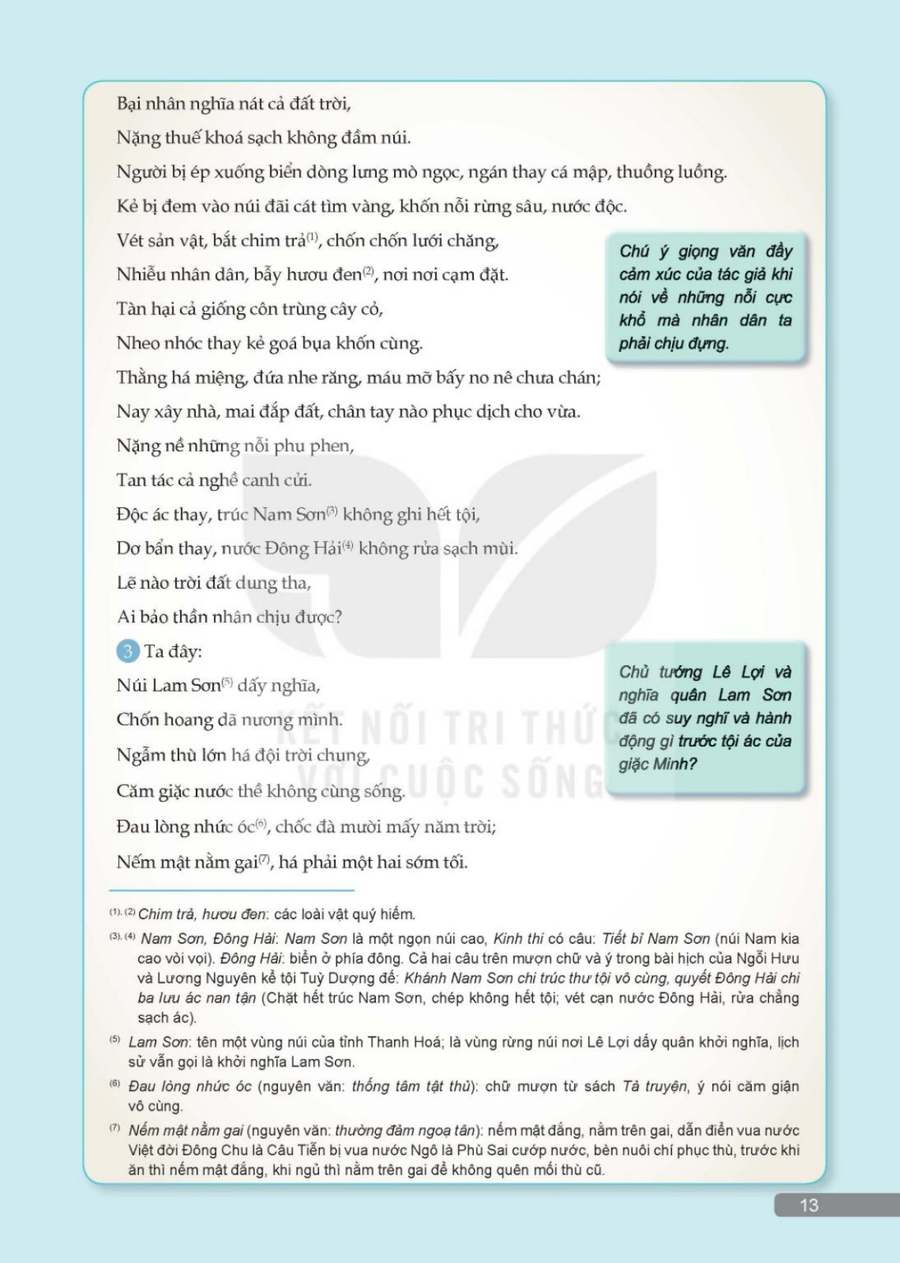 Bại nhân nghĩa nát cả đất trời,
Nặng thuế khoá sạch không đầm núi.
Người bị ép xuống biển dòng lưng mò ngọc, ngán thay cá mập, thuồng luồng.
Kẻ bị đem vào núi đãi cát tìm vàng, khốn nỗi rừng sâu, nước độc.
Vét sản vật, bắt chim trả(1), chốn chốn lưới chăng,
Nhiễu nhân dân, bẫy hươu đen(2), nơi nơi cạm đặt.
Tàn hại cả giống côn trùng cây cỏ,
Nheo nhóc thay kẻ goá bụa khốn cùng.
Thằng há miệng, đứa nhe răng, máu mỡ bấy no nê chưa chán;
Nay xây nhà, mai đắp đất, chân tay nào phục dịch cho vừa.
Nặng nề những nỗi phu phen,
Tan tác cả nghề canh cửi.
Độc ác thay, trúc Nam Sơn(3) không ghi hết tội,
Dơ bẩn thay, nước Đông Hải(4) không rửa sạch mùi.
Lẽ nào trời đất dung tha,
Ai bảo thần nhân chịu được?
Chú ý giọng văn đầy
cảm xúc của tác giả khi
nói về những nỗi cực
khổ mà nhân dân ta
phải chịu đựng.
3 Ta đây:
Núi Lam Sơn(5) dấy nghĩa,
Chốn hoang dã nương mình.
Ngẫm thù lớn há đội trời chung,
Căm giặc nước thề không cùng sống.
Đau lòng nhức óc(6), chốc đà mười mấy năm trời;
Nếm mật nằm gai(7), há phải một hai sớm tối.
Chủ tướng Lê Lợi và
nghĩa quân Lam Sơn
đã có suy nghĩ và hành
động gì trước tội ác của
giặc Minh?
KẾT NỐI TRI THỨC
VỚI CUỘC SỐNG
(1), (2) Chim trả, hươu đen: các loài vật quý hiếm.
(3), (4) Nam Sơn, Đông Hải: Nam Sơn là một ngọn núi cao, Kinh thi có câu: Tiết bỉ Nam Sơn (núi Nam kia
cao vòi vọi). Đông Hải: biển ở phía đông. Cả hai câu trên mượn chữ và ý trong bài hịch của Ngỗi Hưu
và Lương Nguyên kể tội Tuỳ Dượng đế: Khánh Nam Sơn chi trúc thư tội vô cùng, quyết Đông Hải chi
ba lưu ác nan tận (Chặt hết trúc Nam Sơn, chép không hết tội; vét cạn nước Đông Hải, rửa chẳng
sạch ác).
(5) Lam Sơn: tên một vùng núi của tỉnh Thanh Hoá; là vùng rừng núi nơi Lê Lợi dấy quân khởi nghĩa, lịch
sử vẫn gọi là khởi nghĩa Lam Sơn.
(6) Đau lòng nhức óc (nguyên văn: thống tâm tật thủ): chữ mượn từ sách Tả truyện, ý nói căm giận
vô cùng.
(7) Nếm mật nằm gai (nguyên văn: thường đảm ngoạ tân): nếm mật đắng, nằm trên gai, dẫn điển vua nước
Việt đời Đông Chu là Câu Tiễn bị vua nước Ngô là Phù Sai cướp nước, bèn nuôi chí phục thù, trước khi
ăn thì nếm mật đắng, khi ngủ thì nằm trên gai để không quên mối thù cũ.
13